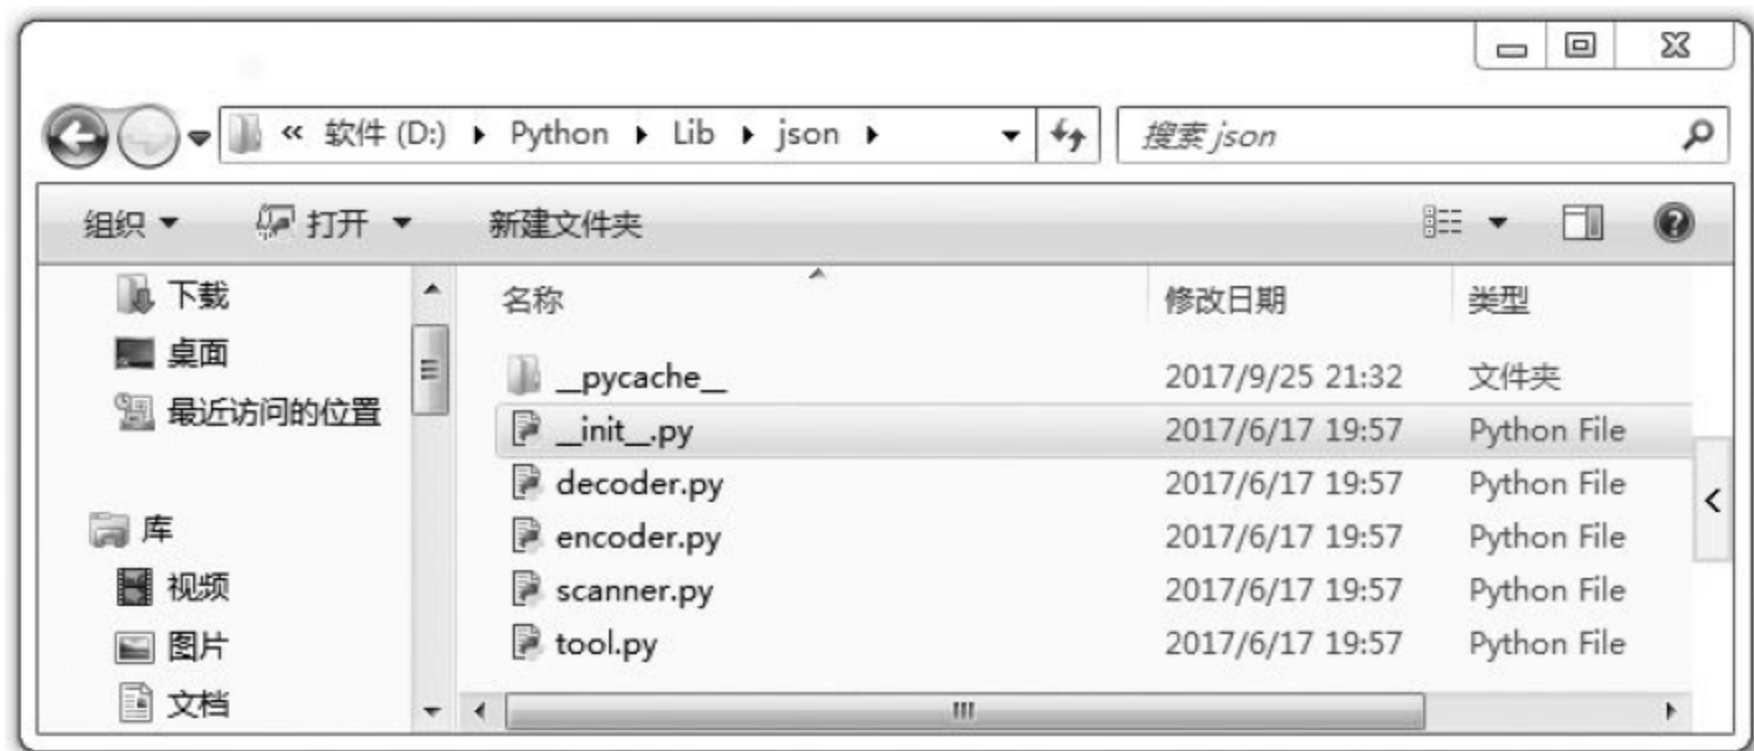 « 软件 (D:) ▸ Python ▸ Lib ▸ json ▸ 搜索 json
组织 ▼ 打开 ▼ 新建文件夹
下载
桌面
最近访问的位置
库
视频
图片
文档
名称 修改日期 类型
__pycache__ 2017/9/25 21:32 文件夹
__init__.py 2017/6/17 19:57 Python File
decoder.py 2017/6/17 19:57 Python File
encoder.py 2017/6/17 19:57 Python File
scanner.py 2017/6/17 19:57 Python File
tool.py 2017/6/17 19:57 Python File